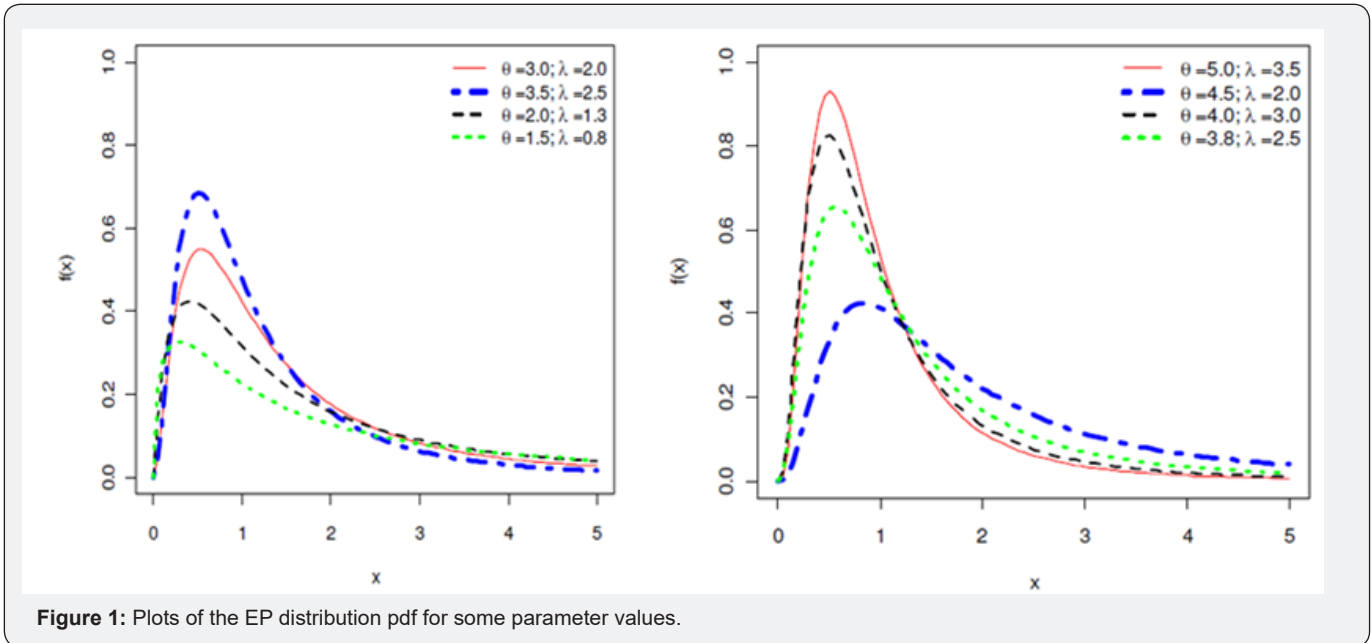 θ =3.0; λ =2.0
θ =3.5; λ =2.5
θ =2.0; λ =1.3
θ =1.5; λ =0.8
1.0
0.8
0.6
0.4
0.2
0.0
f(x)
0 1 2 3 4 5
x
θ =5.0; λ =3.5
θ =4.5; λ =2.0
θ =4.0; λ =3.0
θ =3.8; λ =2.5
1.0
0.8
0.6
0.4
0.2
0.0
f(x)
0 1 2 3 4 5
x
Figure 1: Plots of the EP distribution pdf for some parameter values.